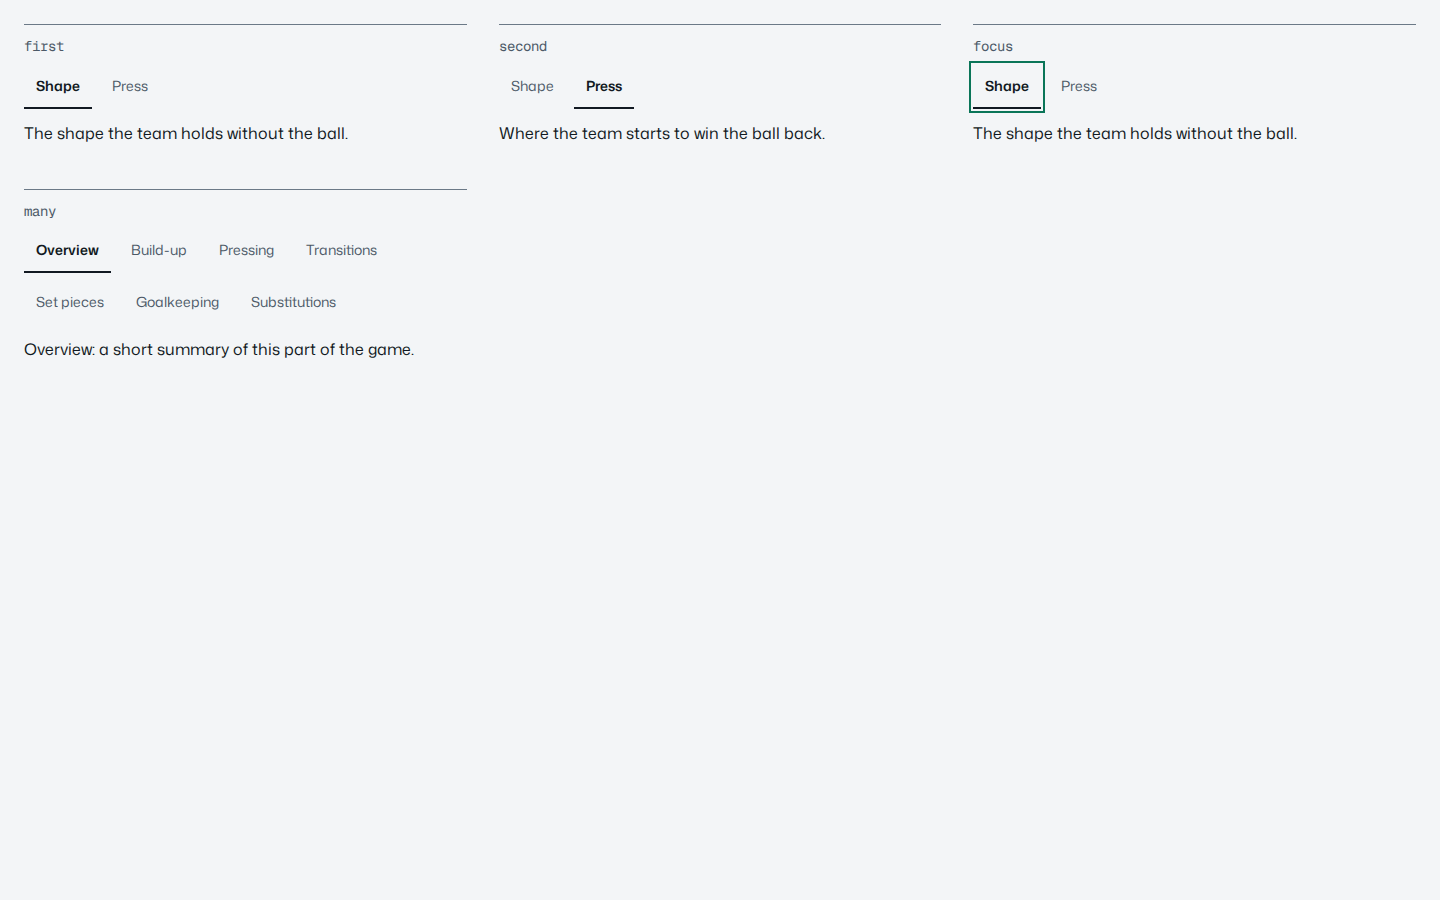 first
Shape Press
The shape the team holds without the ball.
second
Shape Press
Where the team starts to win the ball back.
focus
Shape Press
The shape the team holds without the ball.
many
Overview Build-up Pressing Transitions
Set pieces Goalkeeping Substitutions
Overview: a short summary of this part of the game.